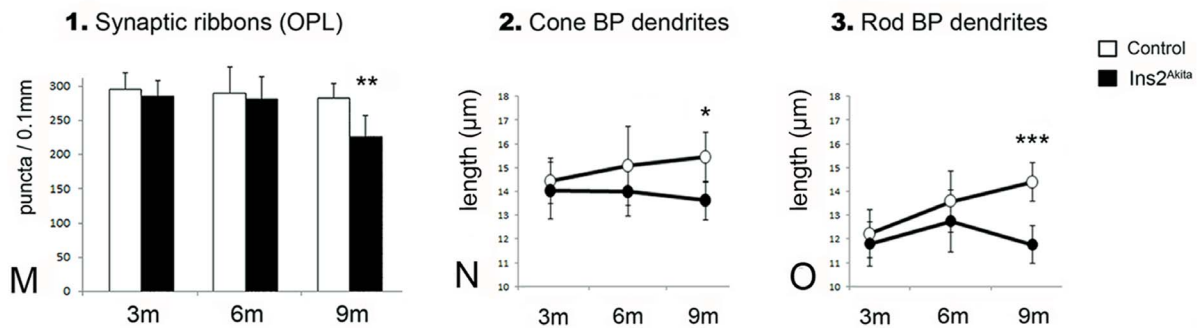 1. Synaptic ribbons (OPL)
2. Cone BP dendrites
3. Rod BP dendrites
Control
Ins2Akita
M
puncta / 0.1mm
300
250
200
150
100
50
0
**
3m 6m 9m
N
length (µm)
18
17
16
15
14
13
12
11
10
*
3m 6m 9m
O
length (µm)
18
17
16
15
14
13
12
11
10
***
3m 6m 9m